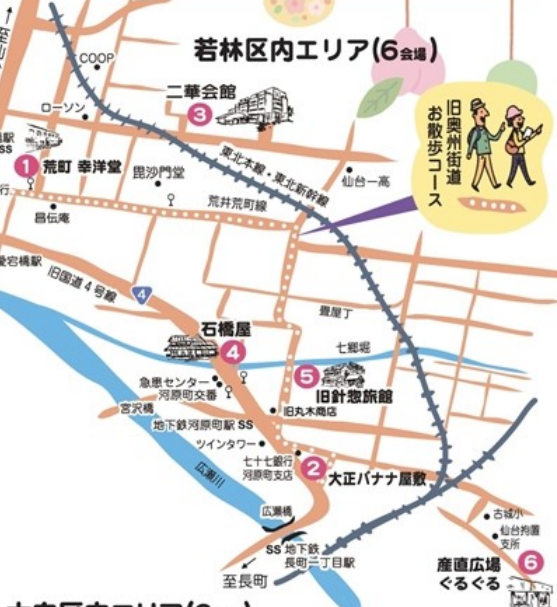 若林区内エリア(6会場)
COOP
二華会館
3
ローソン
旧奥州街道
お散歩コース
SS
1
荒町 幸洋堂
東北本線・東北新幹線
毘沙門堂
仙台一高
荒井荒町線
昌伝庵
愛宕橋駅
旧国道4号線
4
畳屋丁
石橋屋
4
七郷堀
急患センター
河原町交番
5
旧針惣旅館
宮沢橋
旧丸木商店
地下鉄河原町駅 SS
ツインタワー
七十七銀行
河原町支店
2
大正バナナ屋敷
広瀬川
広瀬橋
古城小
仙台拘置
支所
SS 地下鉄
長町一丁目駅
産直広場
ぐるぐる
6
至長町